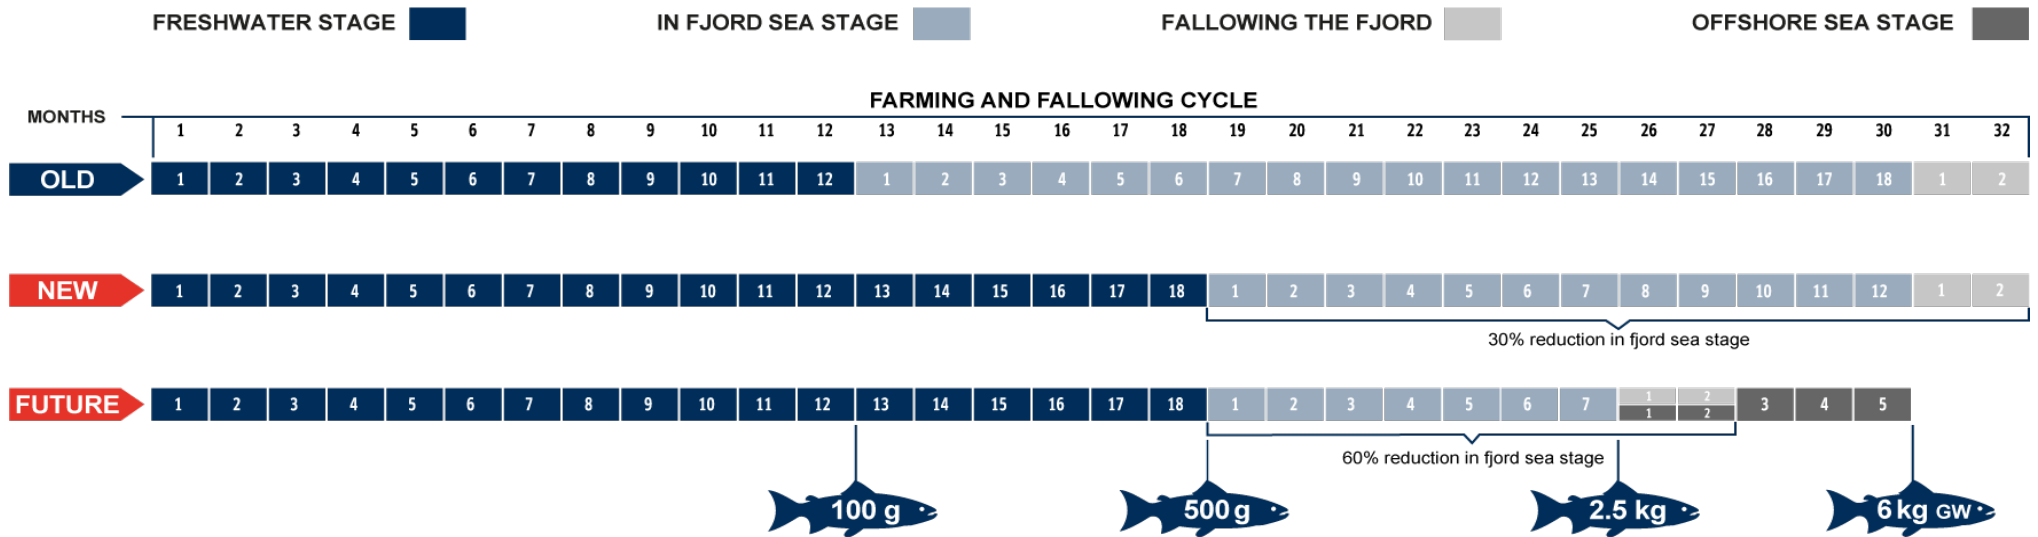 FRESHWATER STAGE IN FJORD SEA STAGE FALLOWING THE FJORD OFFSHORE SEA STAGE
FARMING AND FALLOWING CYCLE
MONTHS
1 2 3 4 5 6 7 8 9 10 11 12 13 14 15 16 17 18 19 20 21 22 23 24 25 26 27 28 29 30 31 32
OLD 1 2 3 4 5 6 7 8 9 10 11 12 1 2 3 4 5 6 7 8 9 10 11 12 13 14 15 16 17 18 1 2
NEW 1 2 3 4 5 6 7 8 9 10 11 12 13 14 15 16 17 18 1 2 3 4 5 6 7 8 9 10 11 12 1 2
30% reduction in fjord sea stage
FUTURE 1 2 3 4 5 6 7 8 9 10 11 12 13 14 15 16 17 18 1 2 3 4 5 6 7 1 2 3 4 5
1 2
60% reduction in fjord sea stage
100 g 500 g 2.5 kg 6 kg GW